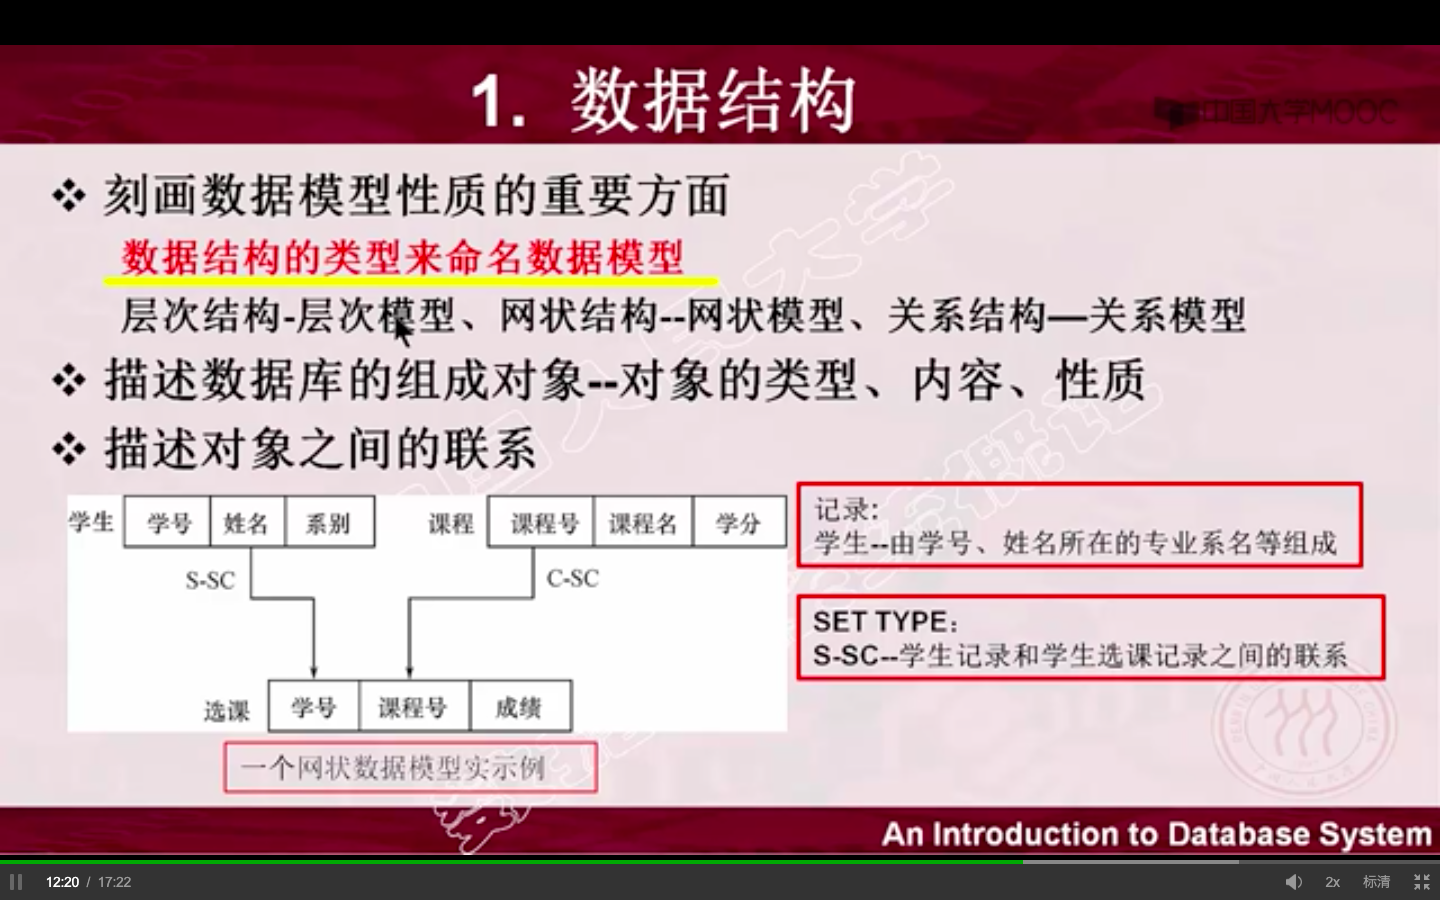 1. 数据结构
中国大学MOOC
❖ 刻画数据模型性质的重要方面
数据结构的类型来命名数据模型
层次结构-层次模型、网状结构--网状模型、关系结构—关系模型
❖ 描述数据库的组成对象--对象的类型、内容、性质
❖ 描述对象之间的联系
学生 学号 姓名 系别 课程 课程号 课程名 学分
S-SC C-SC
选课 学号 课程号 成绩
一个网状数据模型实示例
记录:
学生--由学号、姓名所在的专业系名等组成
SET TYPE：
S-SC--学生记录和学生选课记录之间的联系
An Introduction to Database System
12:20 / 17:22
2x 标清